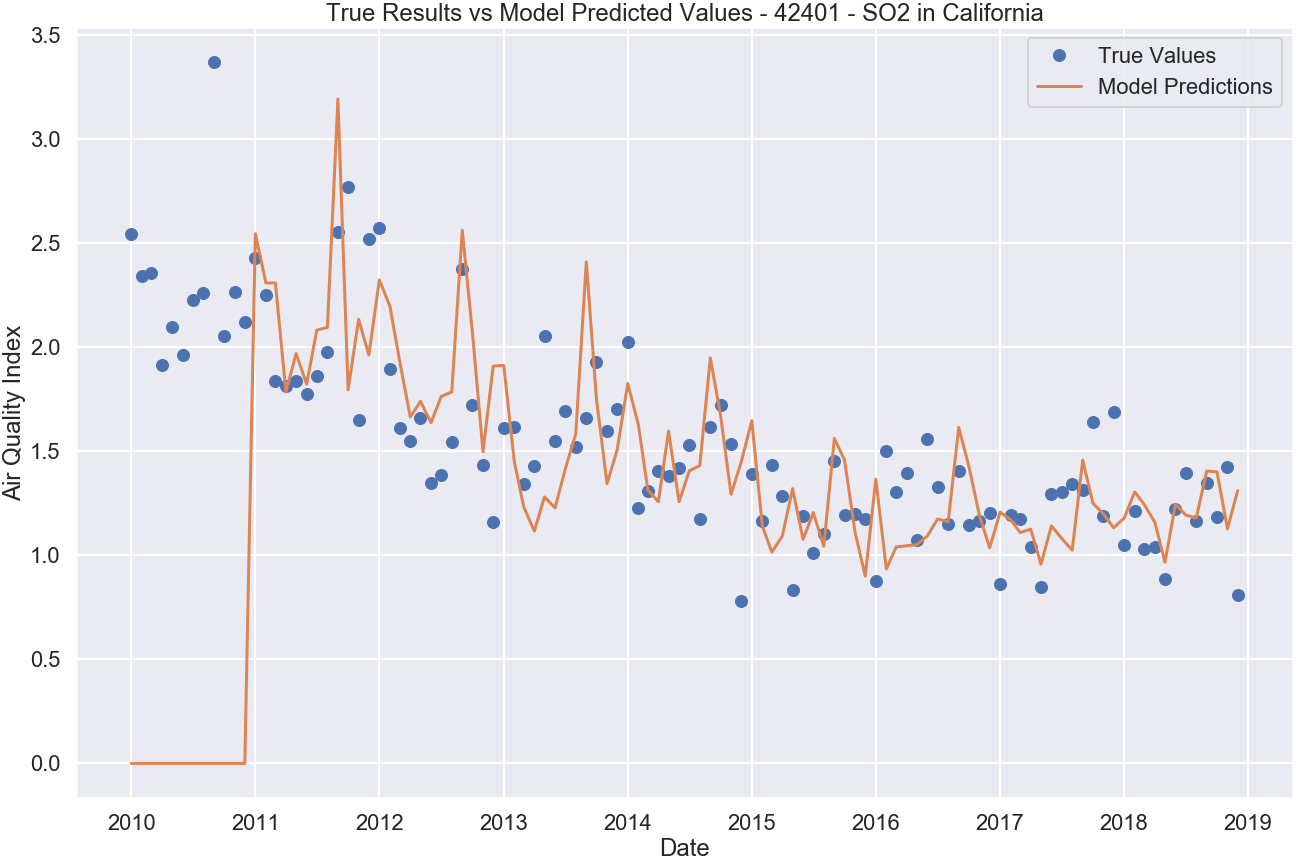 True Results vs Model Predicted Values - 42401 - SO2 in California
True Values
Model Predictions
Air Quality Index
3.5
3.0
2.5
2.0
1.5
1.0
0.5
0.0
2010 2011 2012 2013 2014 2015 2016 2017 2018 2019
Date